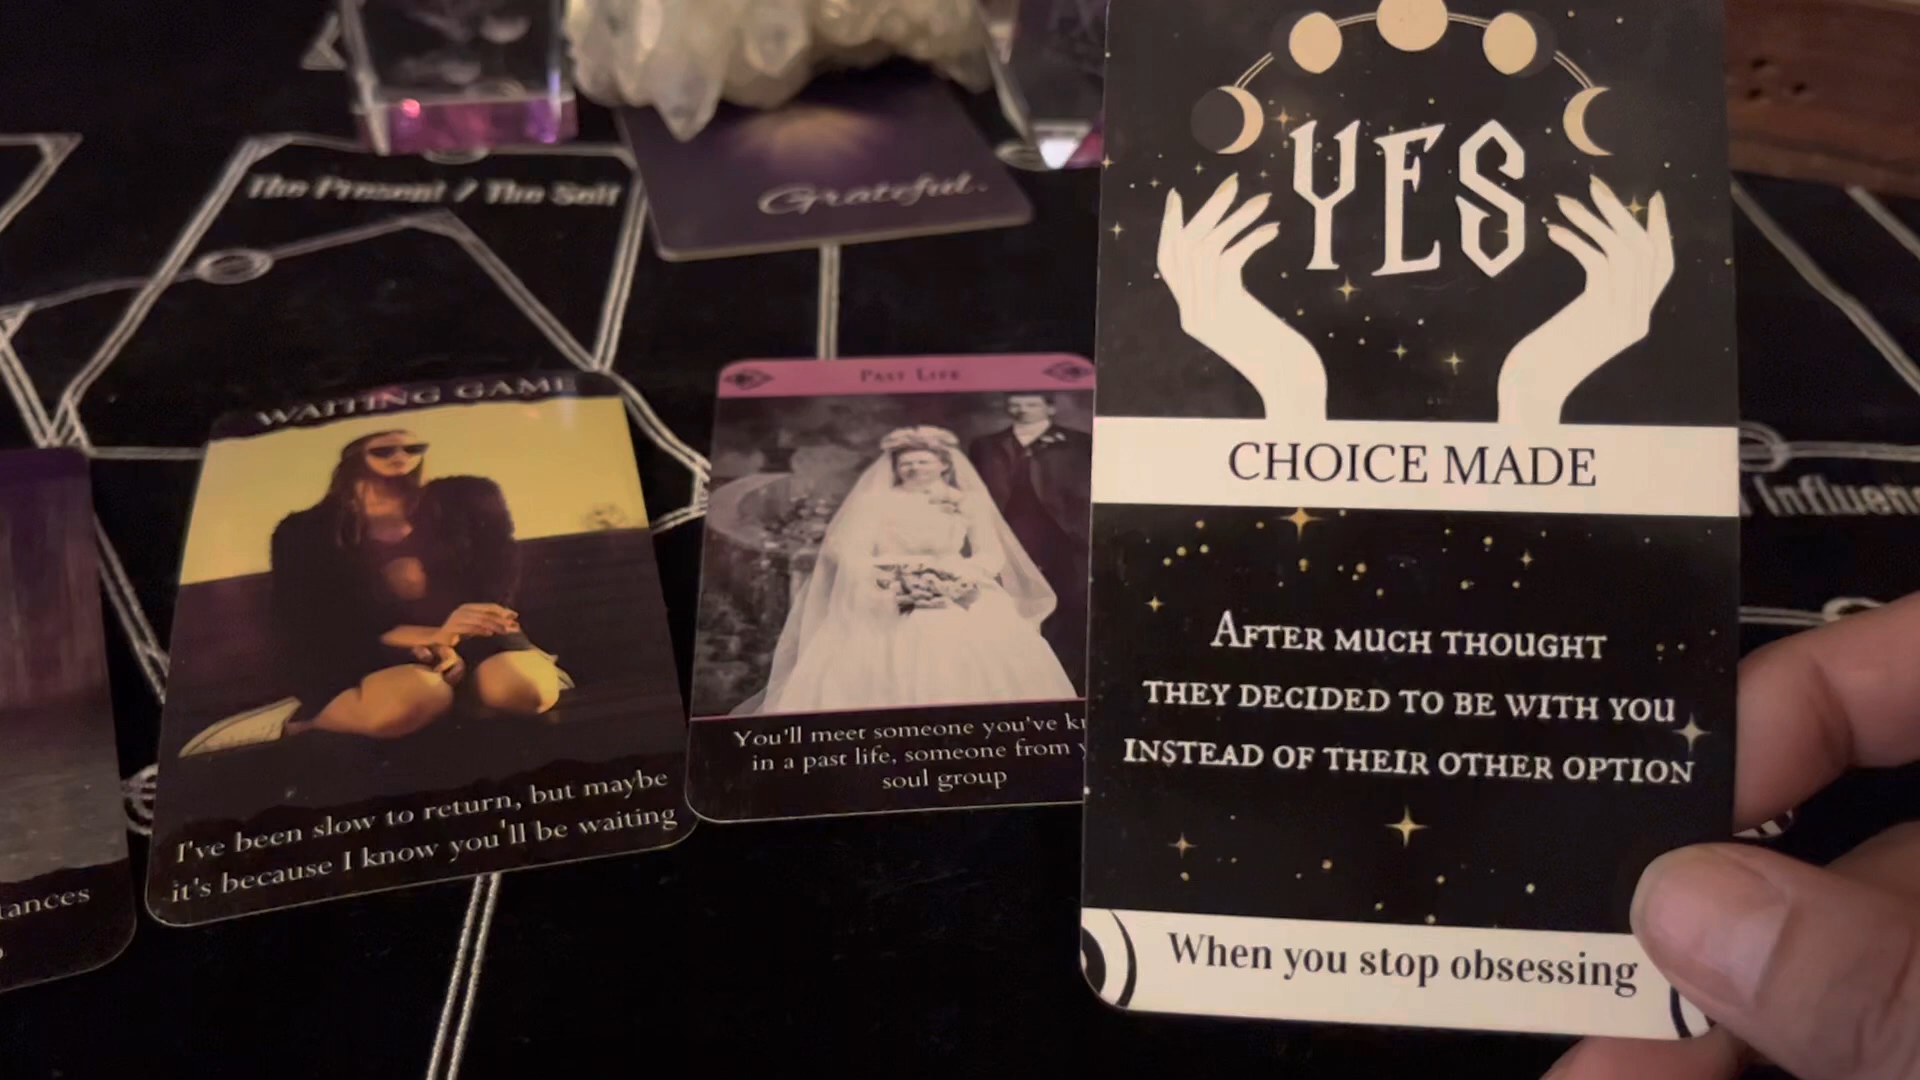 The Present / The Self
Grateful.
YES
CHOICE MADE
AFTER MUCH THOUGHT
THEY DECIDED TO BE WITH YOU
INSTEAD OF THEIR OTHER OPTION
When you stop obsessing
WAITING GAME
I've been slow to return, but maybe
it's because I know you'll be waiting
PAST LIFE
You'll meet someone you've
in a past life, someone from
soul group